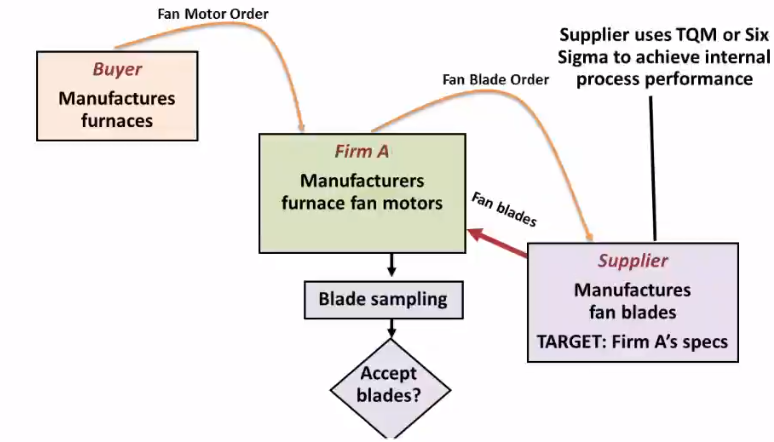 Fan Motor Order
Buyer
Manufactures
furnaces
Supplier uses TQM or Six
Sigma to achieve internal
process performance
Fan Blade Order
Firm A
Manufacturers
furnace fan motors
Fan blades
Supplier
Manufactures
fan blades
TARGET: Firm A's specs
Blade sampling
Accept
blades?